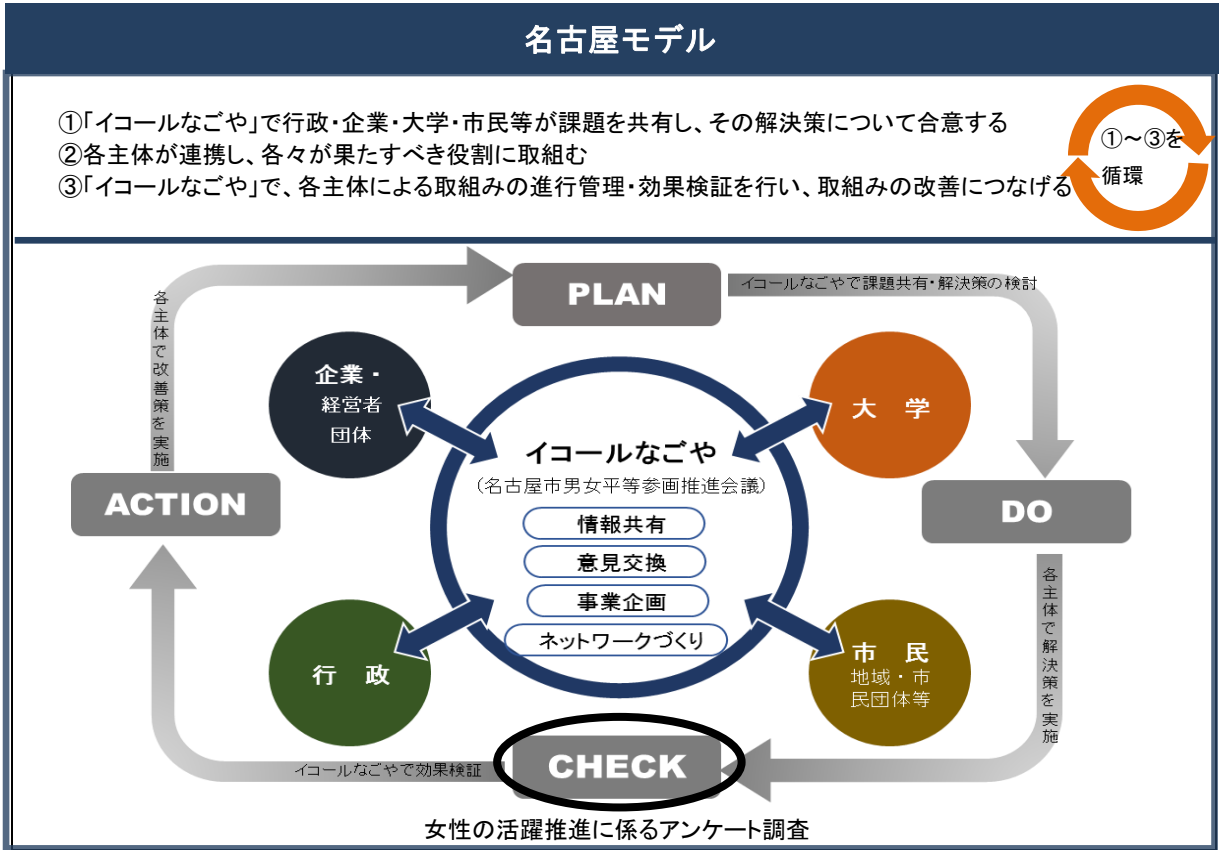 名古屋モデル
①「イコールなごや」で行政・企業・大学・市民等が課題を共有し、その解決策について合意する
②各主体が連携し、各々が果たすべき役割に取組む
③「イコールなごや」で、各主体による取組みの進行管理・効果検証を行い、取組みの改善につなげる
①～③を
循環
PLAN
イコールなごやで課題共有・解決策の検討
各主体で改善策を実施
企業・
経営者
団体
大　学
イコールなごや
（名古屋市男女平等参画推進会議）
情報共有
意見交換
事業企画
ネットワークづくり
ACTION
DO
各主体で解決策を実施
行　政
市　民
地域・市
民団体等
イコールなごやで効果検証
CHECK
女性の活躍推進に係るアンケート調査